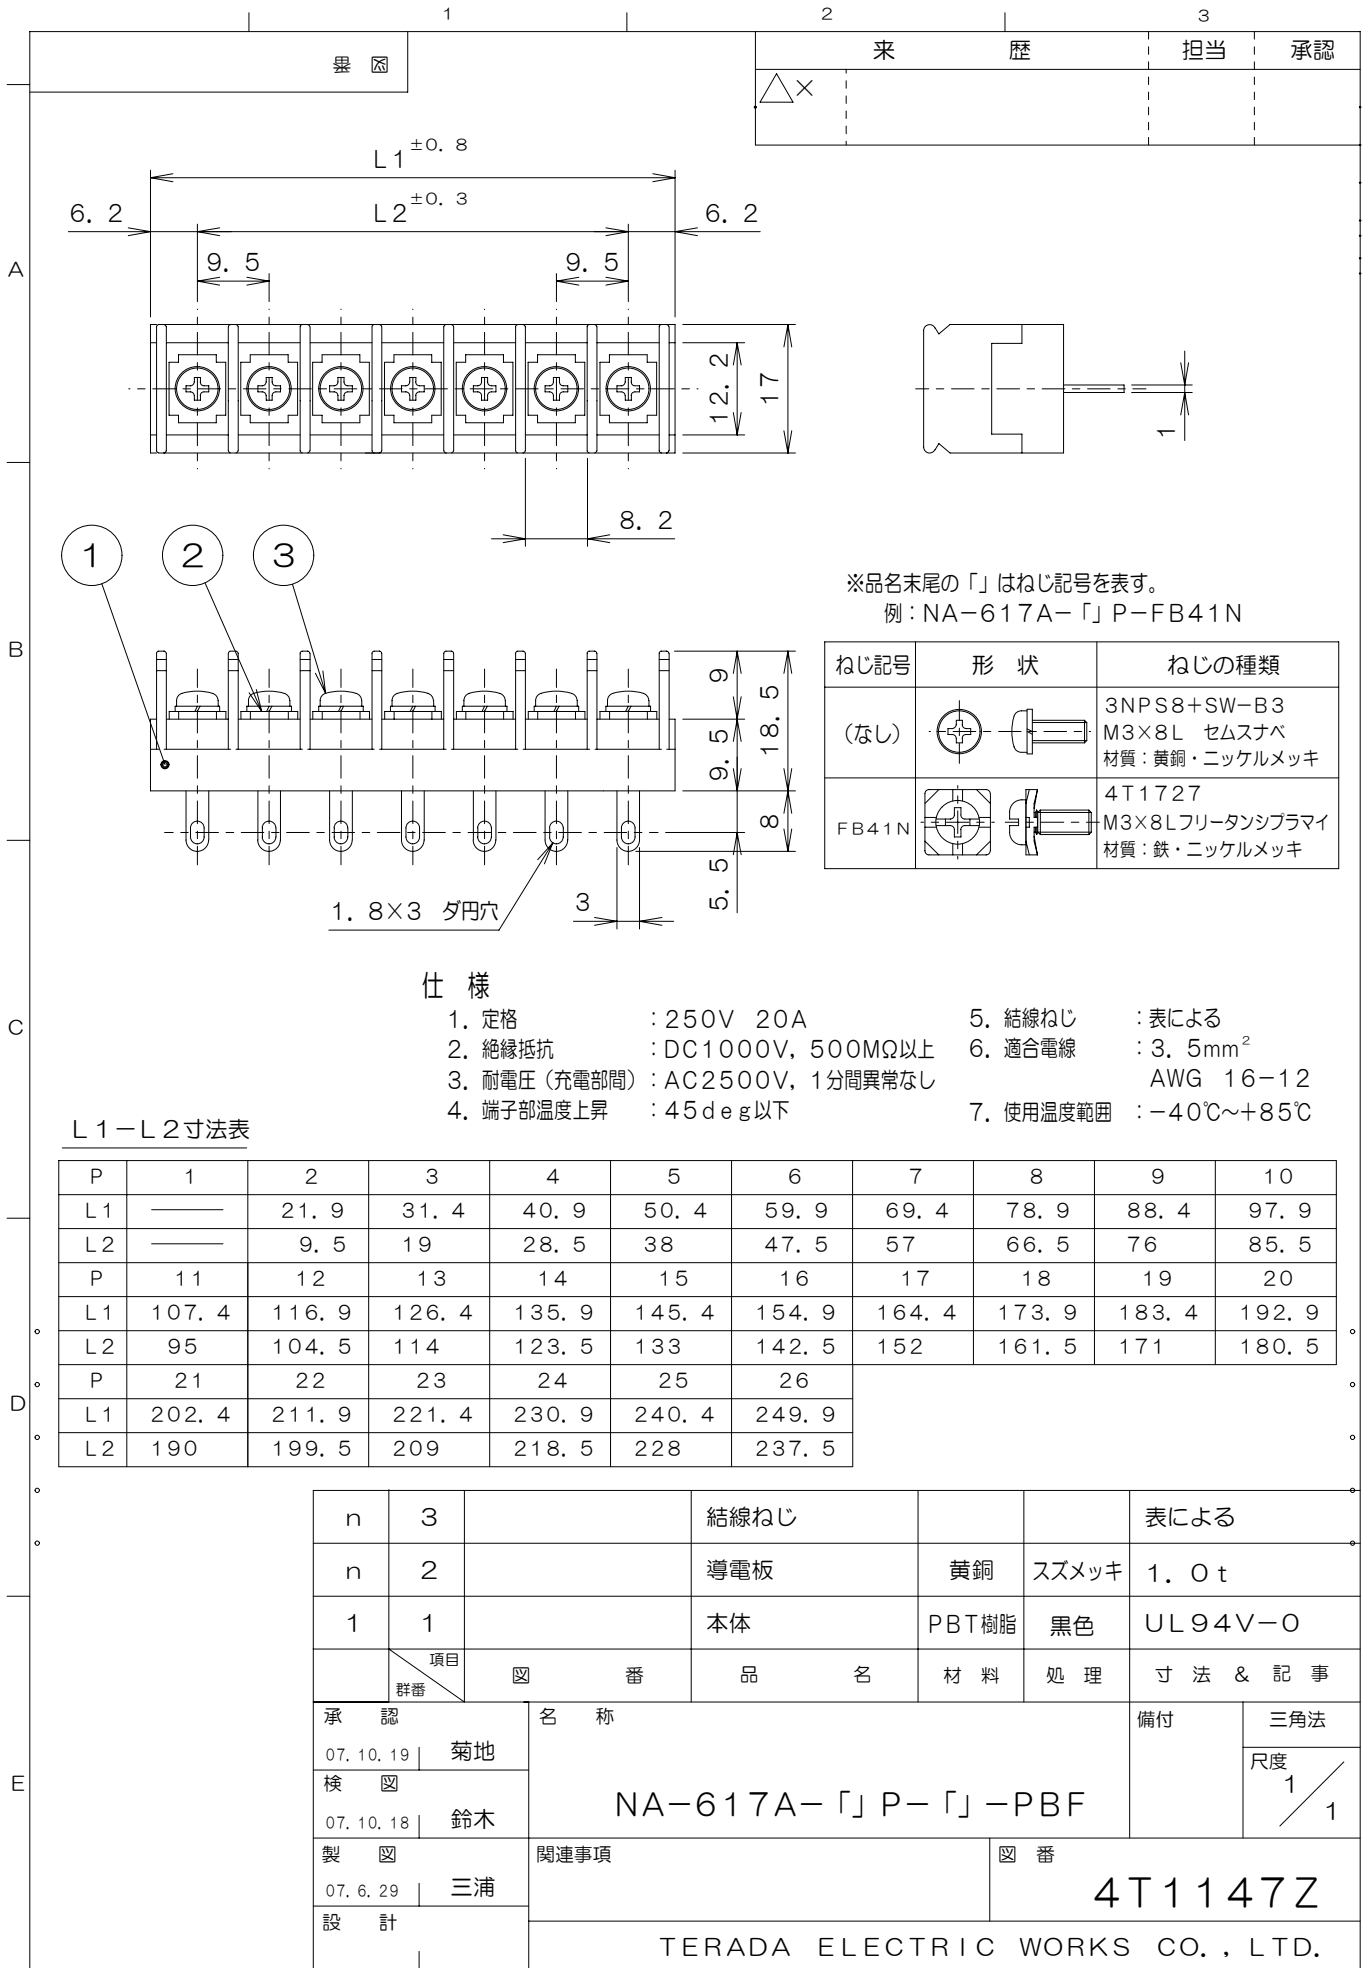 1 2 3
図番
来 歴 担当 承認
△×
A
B
C
D
E
L1±0.8
L2±0.3
6.2
6.2
9.5
9.5
12.2
17
1
8.2
① ② ③
9
9.5
18.5
8
5.5
3
1.8×3 ダ円穴
※品名末尾の「」はねじ記号を表す。
例:NA-617A-「」P-FB41N
ねじ記号 形 状 ねじの種類
(なし) 3NPS8+SW-B3
M3×8L セムスナベ
材質:黄銅・ニッケルメッキ
FB41N 4T1727
M3×8Lフリータンシプラマイ
材質:鉄・ニッケルメッキ
仕 様
1. 定格 :250V 20A
2. 絶縁抵抗 :DC1000V, 500MΩ以上
3. 耐電圧(充電部間):AC2500V, 1分間異常なし
4. 端子部温度上昇 :45deg以下
5. 結線ねじ :表による
6. 適合電線 :3.5mm²
AWG 16-12
7. 使用温度範囲 :-40℃~+85℃
L1-L2寸法表
P 1 2 3 4 5 6 7 8 9 10
L1 ―― 21.9 31.4 40.9 50.4 59.9 69.4 78.9 88.4 97.9
L2 ―― 9.5 19 28.5 38 47.5 57 66.5 76 85.5
P 11 12 13 14 15 16 17 18 19 20
L1 107.4 116.9 126.4 135.9 145.4 154.9 164.4 173.9 183.4 192.9
L2 95 104.5 114 123.5 133 142.5 152 161.5 171 180.5
P 21 22 23 24 25 26
L1 202.4 211.9 221.4 230.9 240.4 249.9
L2 190 199.5 209 218.5 228 237.5
n 3 結線ねじ 表による
n 2 導電板 黄銅 スズメッキ 1.0t
1 1 本体 PBT樹脂 黒色 UL94V-0
項目
群番
図 番 品 名 材 料 処 理 寸 法 & 記 事
承 認
07.10.19 菊地
検 図
07.10.18 鈴木
製 図
07.6.29 三浦
設 計
名 称
NA-617A-「」P-「」-PBF
備付
三角法
尺度
1/1
関連事項
図 番
4T1147Z
TERADA ELECTRIC WORKS CO., LTD.